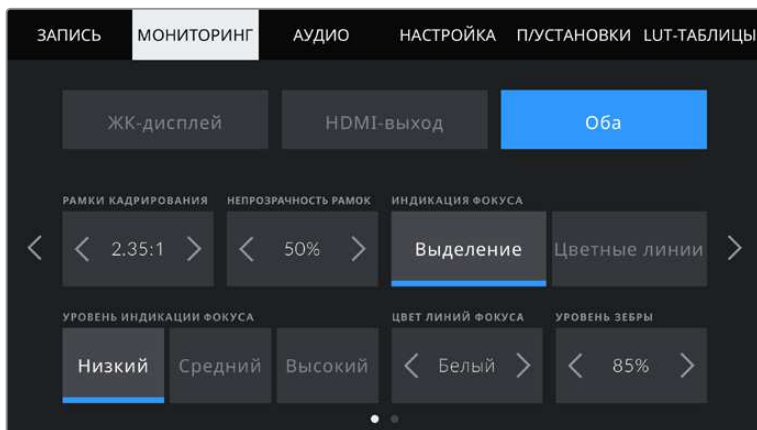 ЗАПИСЬ МОНИТОРИНГ АУДИО НАСТРОЙКА П/УСТАНОВКИ LUT-ТАБЛИЦЫ
ЖК-дисплей HDMI-выход Оба
РАМКИ КАДРИРОВАНИЯ НЕПРОЗРАЧНОСТЬ РАМОК ИНДИКАЦИЯ ФОКУСА
2.35:1 50% Выделение Цветные линии
УРОВЕНЬ ИНДИКАЦИИ ФОКУСА ЦВЕТ ЛИНИЙ ФОКУСА УРОВЕНЬ ЗЕБРЫ
Низкий Средний Высокий Белый 85%